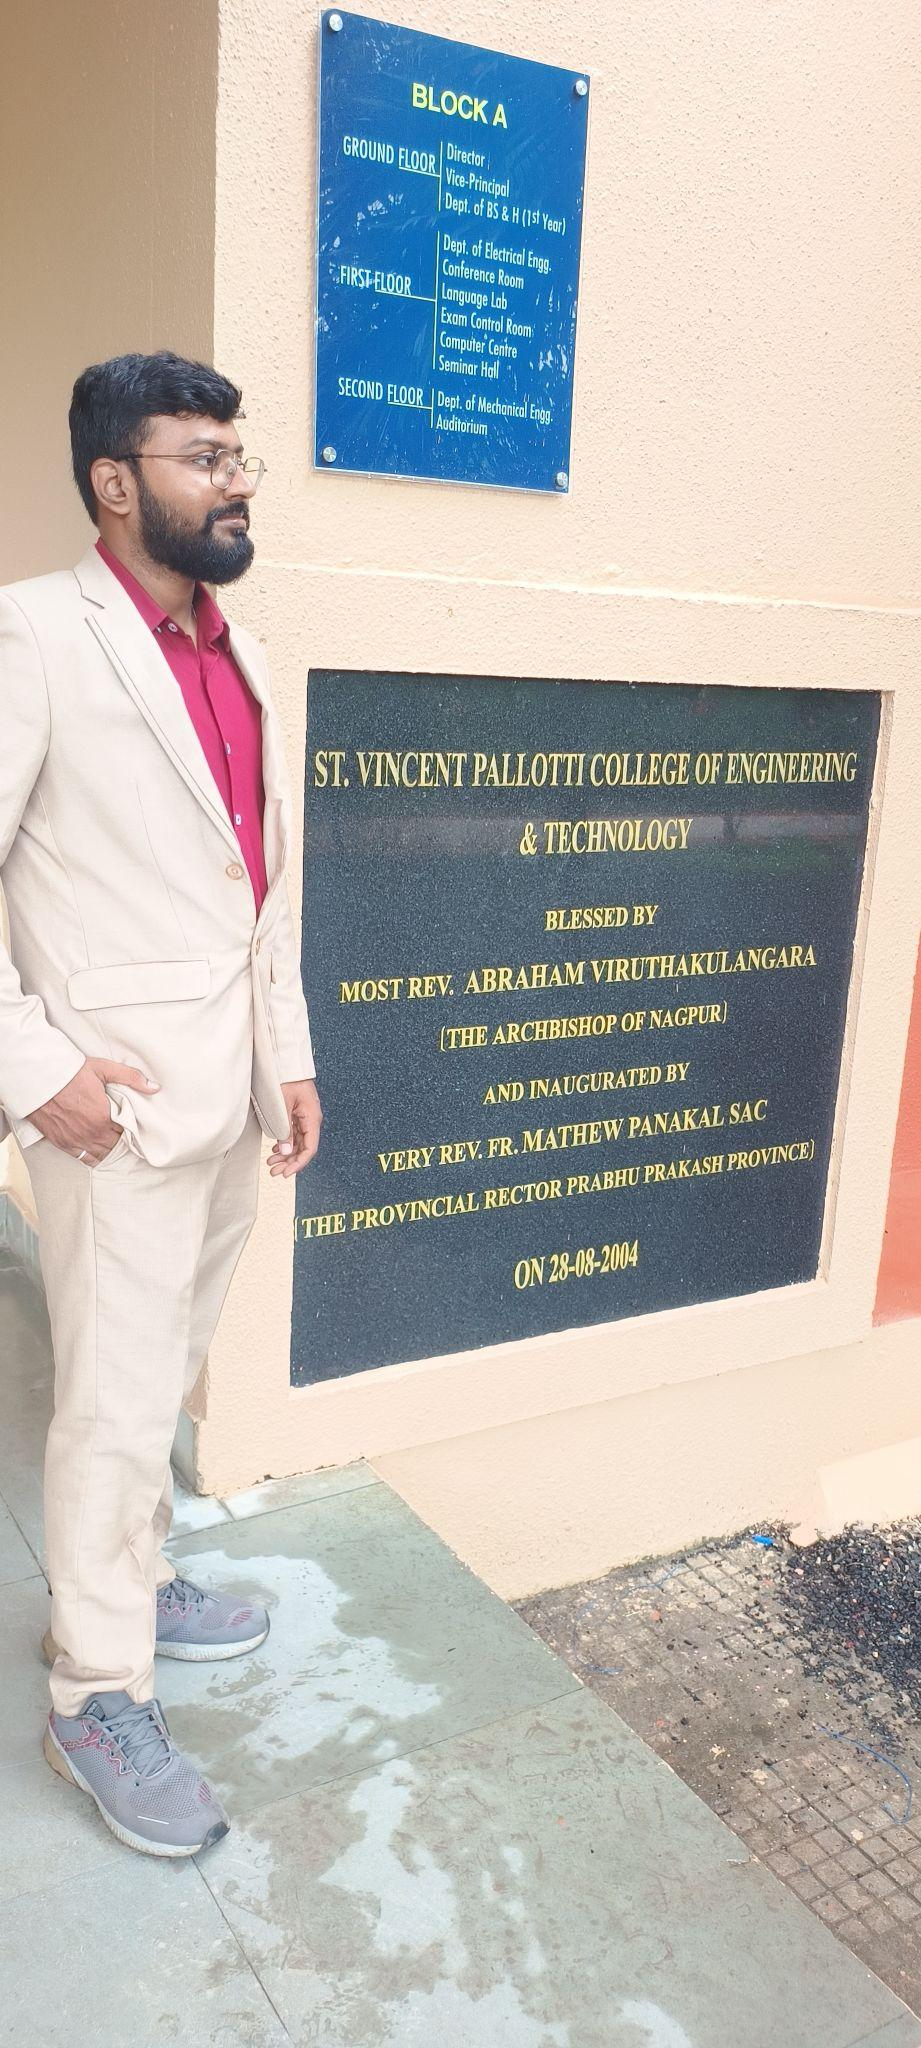 BLOCK A
GROUND FLOOR
Director
Vice-Principal
Dept. of BS & H (1st Year)
FIRST FLOOR
Dept. of Electrical Engg.
Conference Room
Language Lab
Exam Control Room
Computer Centre
Seminar Hall
SECOND FLOOR
Dept. of Mechanical Engg.
Auditorium
ST. VINCENT PALLOTTI COLLEGE OF ENGINEERING
& TECHNOLOGY
BLESSED BY
MOST REV. ABRAHAM VIRUTHAKULANGARA
(THE ARCHBISHOP OF NAGPUR)
AND INAUGURATED BY
VERY REV. FR. MATHEW PANAKAL SAC
(THE PROVINCIAL RECTOR PRABHU PRAKASH PROVINCE)
ON 28-08-2004